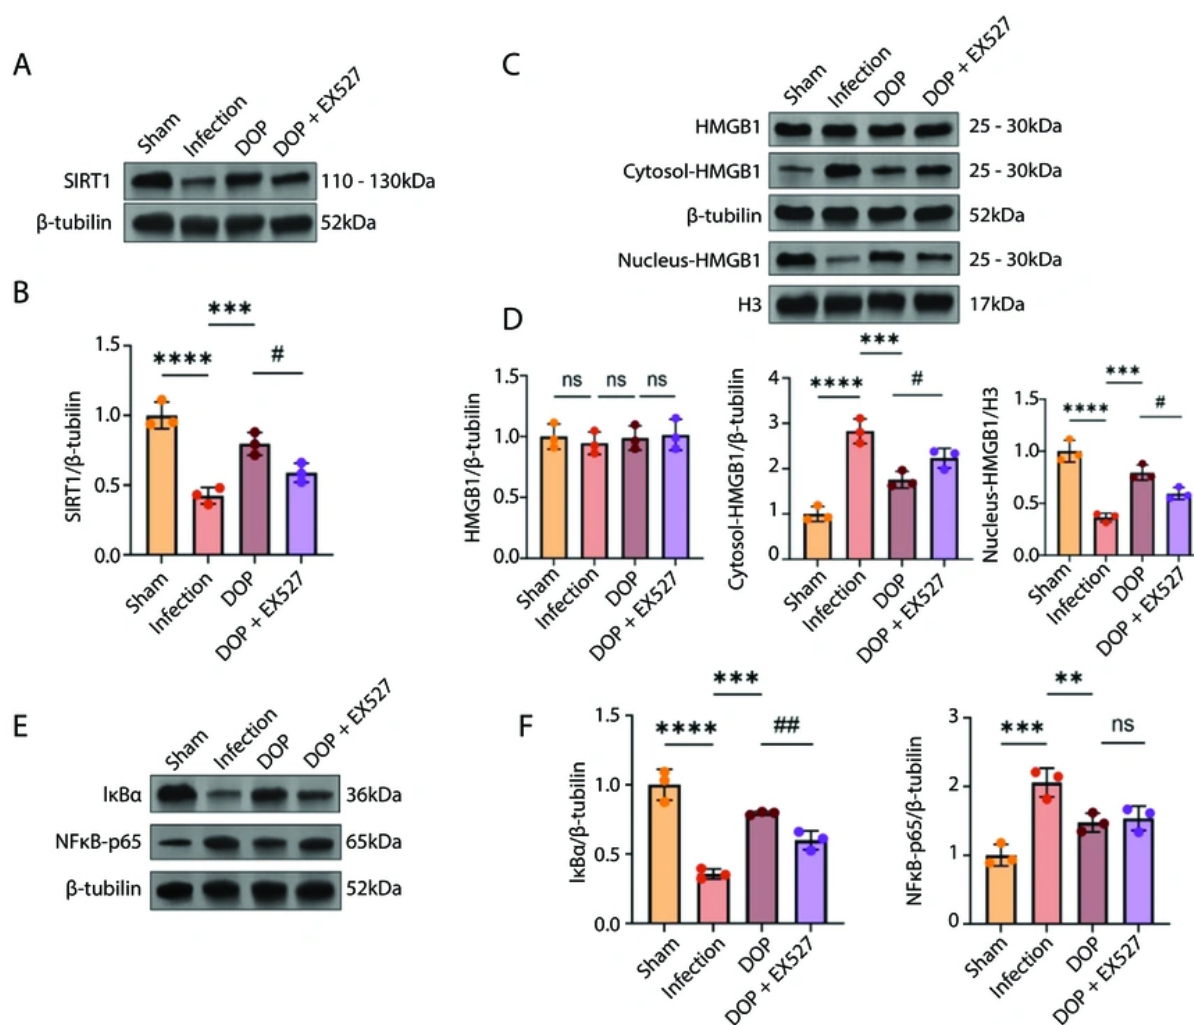 A
Sham
Infection
DOP
DOP + EX527
SIRT1
110 - 130kDa
β-tubilin
52kDa
B
****
***
#
SIRT1/β-tubilin
1.5
1.0
0.5
0.0
Sham
Infection
DOP
DOP + EX527
C
Sham
Infection
DOP
DOP + EX527
HMGB1
25 - 30kDa
Cytosol-HMGB1
25 - 30kDa
β-tubilin
52kDa
Nucleus-HMGB1
25 - 30kDa
H3
17kDa
D
ns
ns
ns
HMGB1/β-tubilin
1.5
1.0
0.5
0.0
Sham
Infection
DOP
DOP + EX527
****
***
#
Cytosol-HMGB1/β-tubilin
4
3
2
1
0
Sham
Infection
DOP
DOP + EX527
****
***
#
Nucleus-HMGB1/H3
1.5
1.0
0.5
0.0
Sham
Infection
DOP
DOP + EX527
E
Sham
Infection
DOP
DOP + EX527
IκBα
36kDa
NFκB-p65
65kDa
β-tubilin
52kDa
F
****
***
##
IκBα/β-tubilin
1.5
1.0
0.5
0.0
Sham
Infection
DOP
DOP + EX527
***
**
ns
NFκB-p65/β-tubilin
3
2
1
0
Sham
Infection
DOP
DOP + EX527